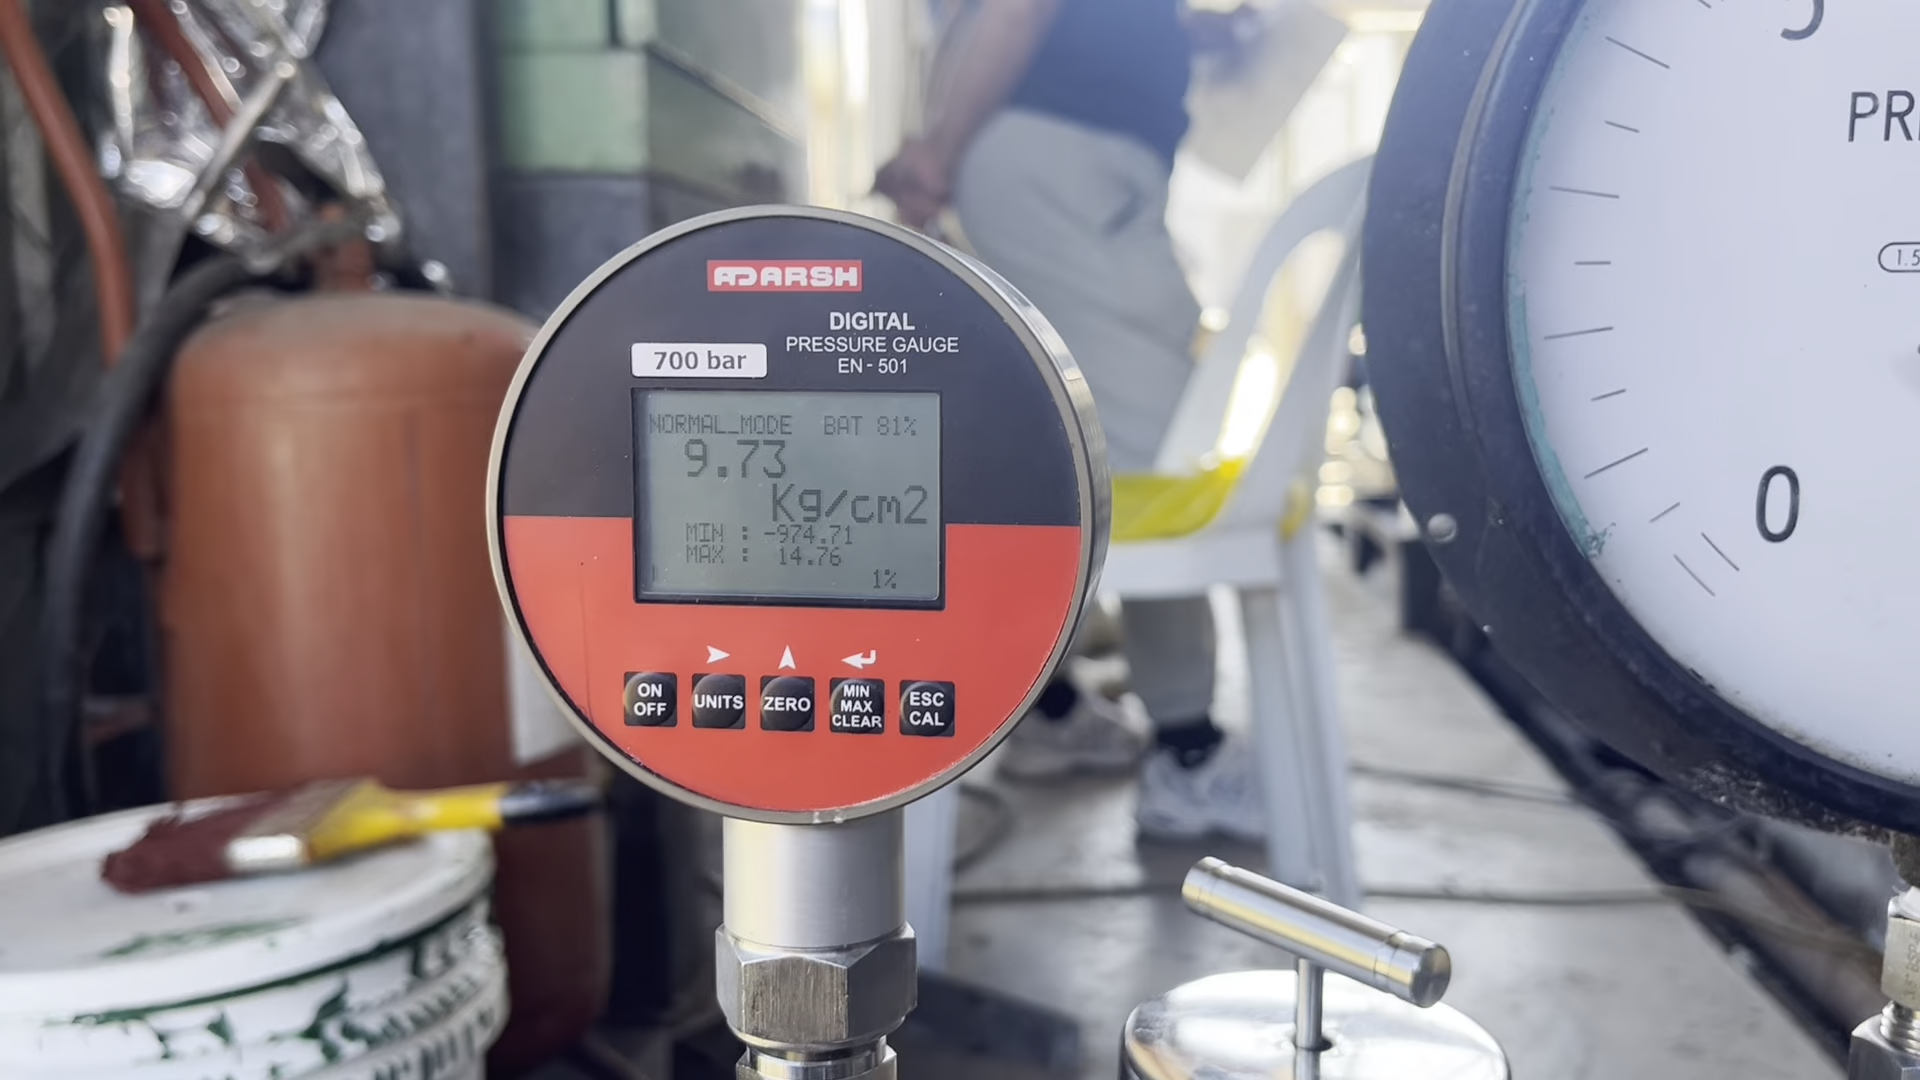 ADARSH
DIGITAL
PRESSURE GAUGE
EN - 501
700 bar
NORMAL_MODE BAT 81%
9.73
Kg/cm2
MIN : -974.71
MAX : 14.76
1%
ON
OFF
UNITS
ZERO
MIN
MAX
CLEAR
ESC
CAL
5
0